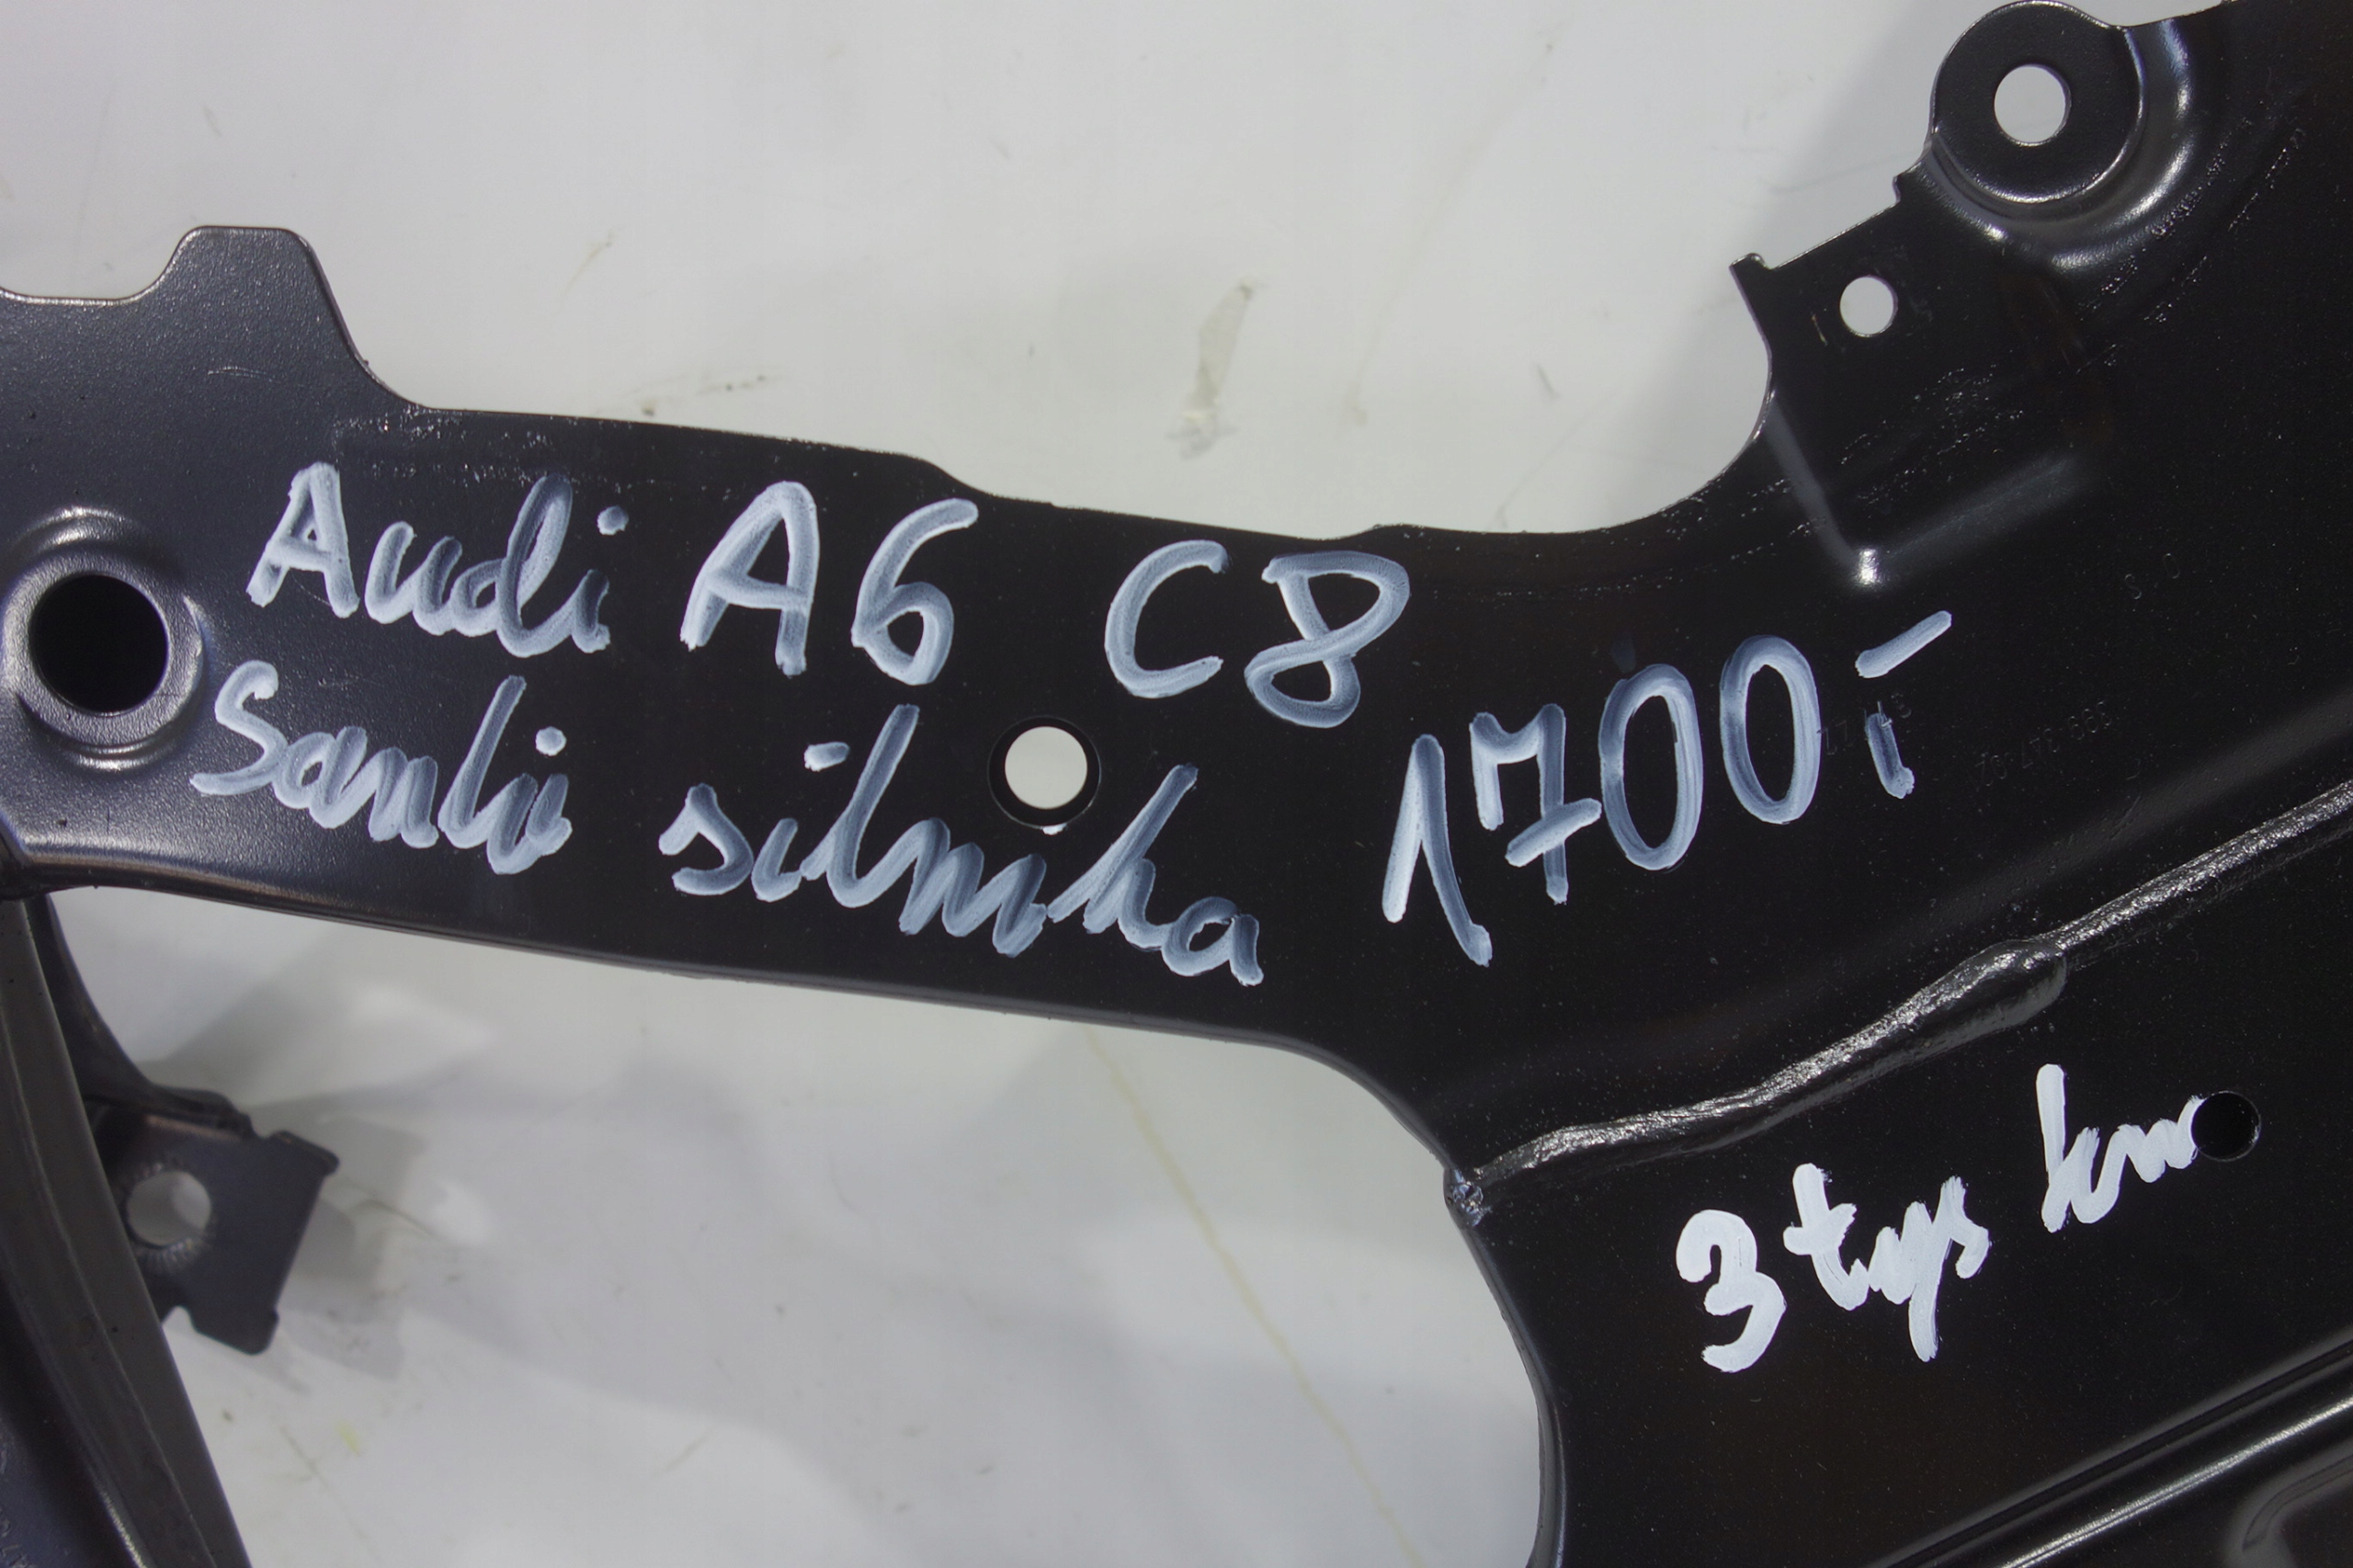 Audi A6 C8
Sanki silnika 1700,-
3 tys km